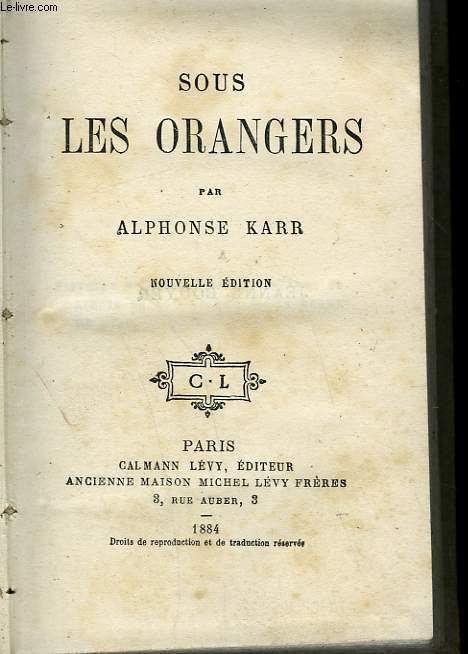 Le-livre.com
SOUS
LES ORANGERS
PAR
ALPHONSE KARR
NOUVELLE ÉDITION
C·L
PARIS
CALMANN LÉVY, ÉDITEUR
ANCIENNE MAISON MICHEL LÉVY FRÈRES
3, RUE AUBER, 3
1884
Droits de reproduction et de traduction réservés